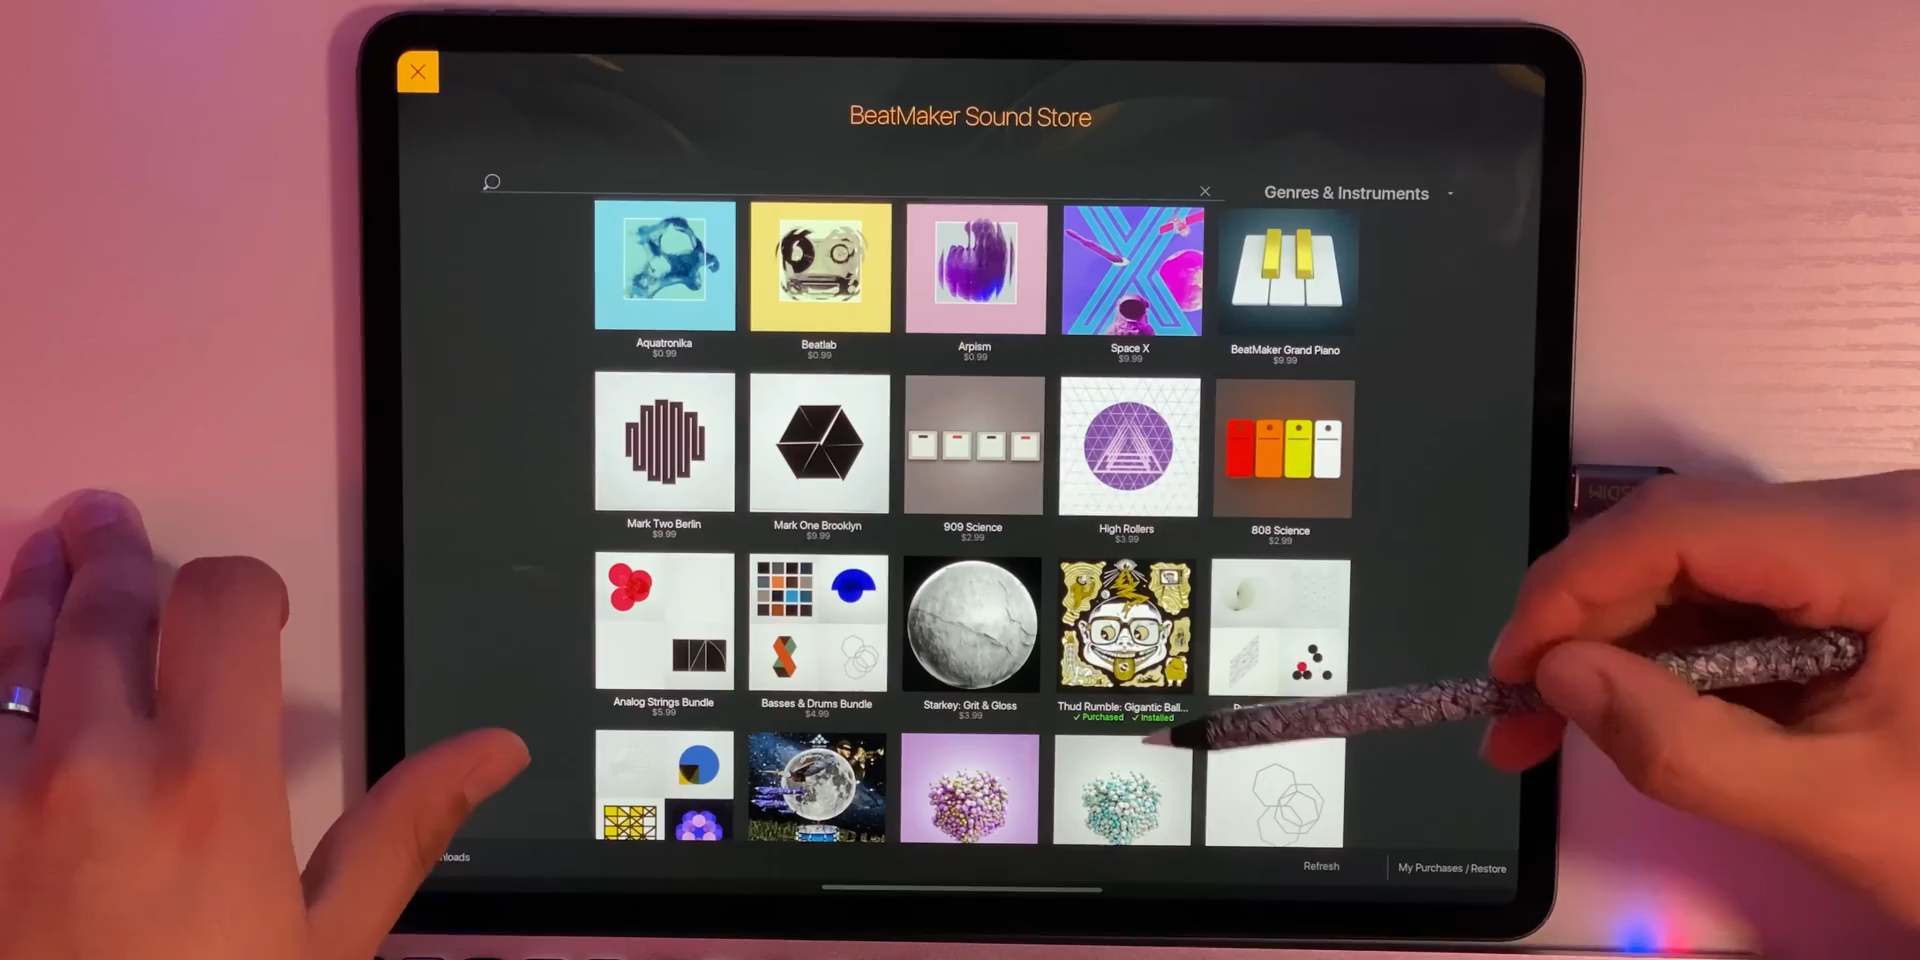 BeatMaker Sound Store
Genres & Instruments
Aquatronika
$0.99
Beatlab
$0.99
Arpism
$0.99
Space X
$9.99
BeatMaker Grand Piano
$9.99
Mark Two Berlin
$9.99
Mark One Brooklyn
$9.99
909 Science
$2.99
High Rollers
$3.99
808 Science
$2.99
Analog Strings Bundle
$5.99
Basses & Drums Bundle
$4.99
Starkey: Grit & Gloss
$3.99
Thud Rumble: Gigantic Ball...
✓ Purchased ✓ Installed
Refresh
My Purchases / Restore